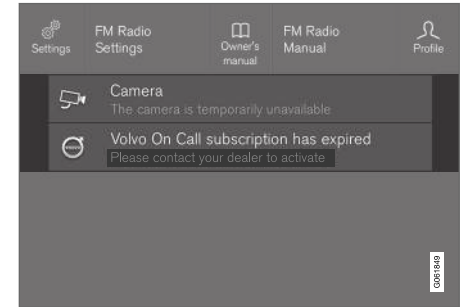 Settings
FM Radio
Settings
Owner's
manual
FM Radio
Manual
Profile
Camera
The camera is temporarily unavailable
Volvo On Call subscription has expired
Please contact your dealer to activate
G061849